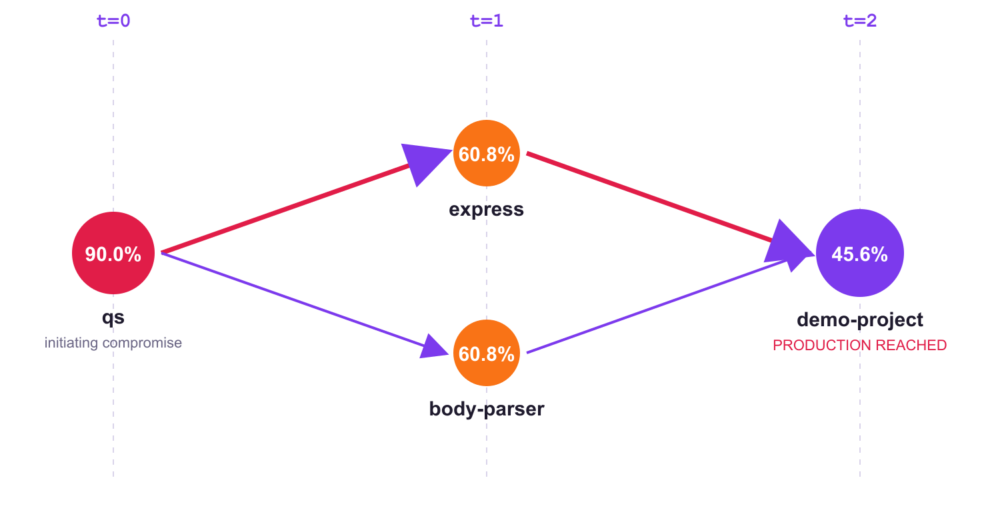 t=0
t=1
t=2
60.8%
express
90.0%
qs
initiating compromise
45.6%
demo-project
PRODUCTION REACHED
60.8%
body-parser